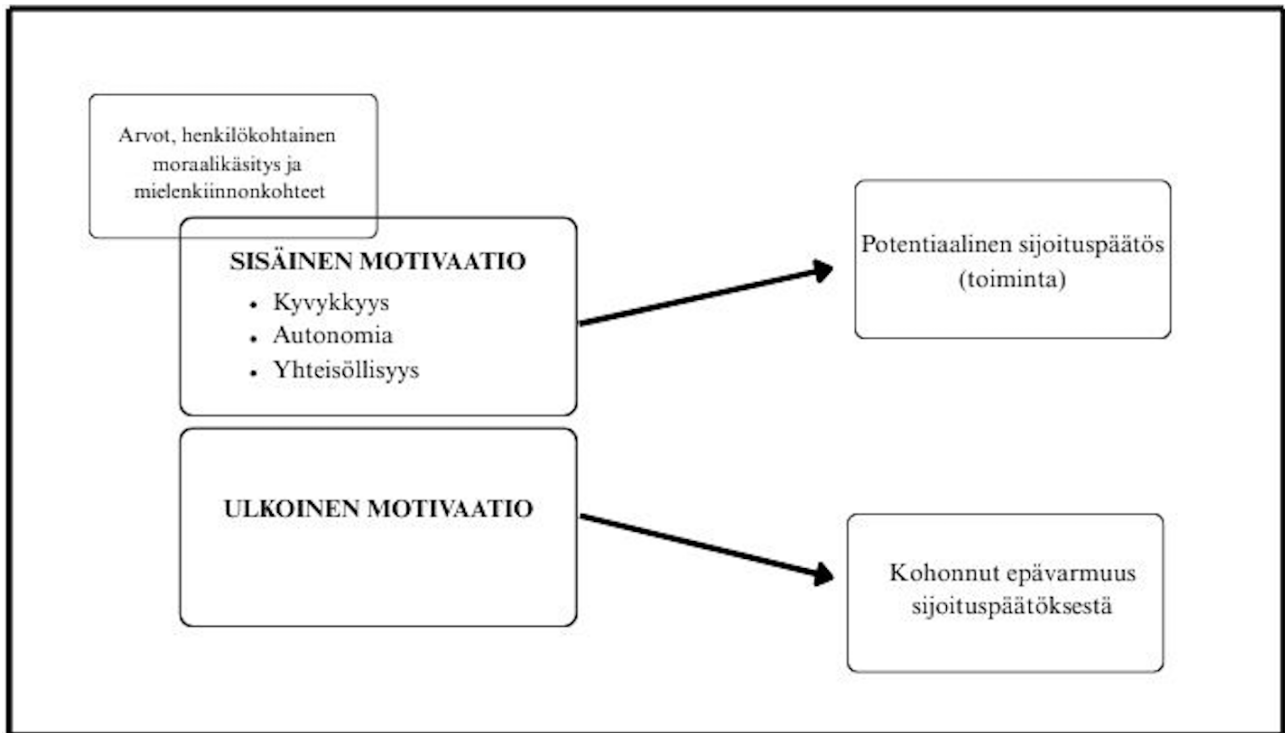 Arvot, henkilökohtainen
moraalikäsitys ja
mielenkiinnonkohteet
SISÄINEN MOTIVAATIO
• Kyvykkyys
• Autonomia
• Yhteisöllisyys
ULKOINEN MOTIVAATIO
Potentiaalinen sijoituspäätös
(toiminta)
Kohonnut epävarmuus
sijoituspäätöksestä